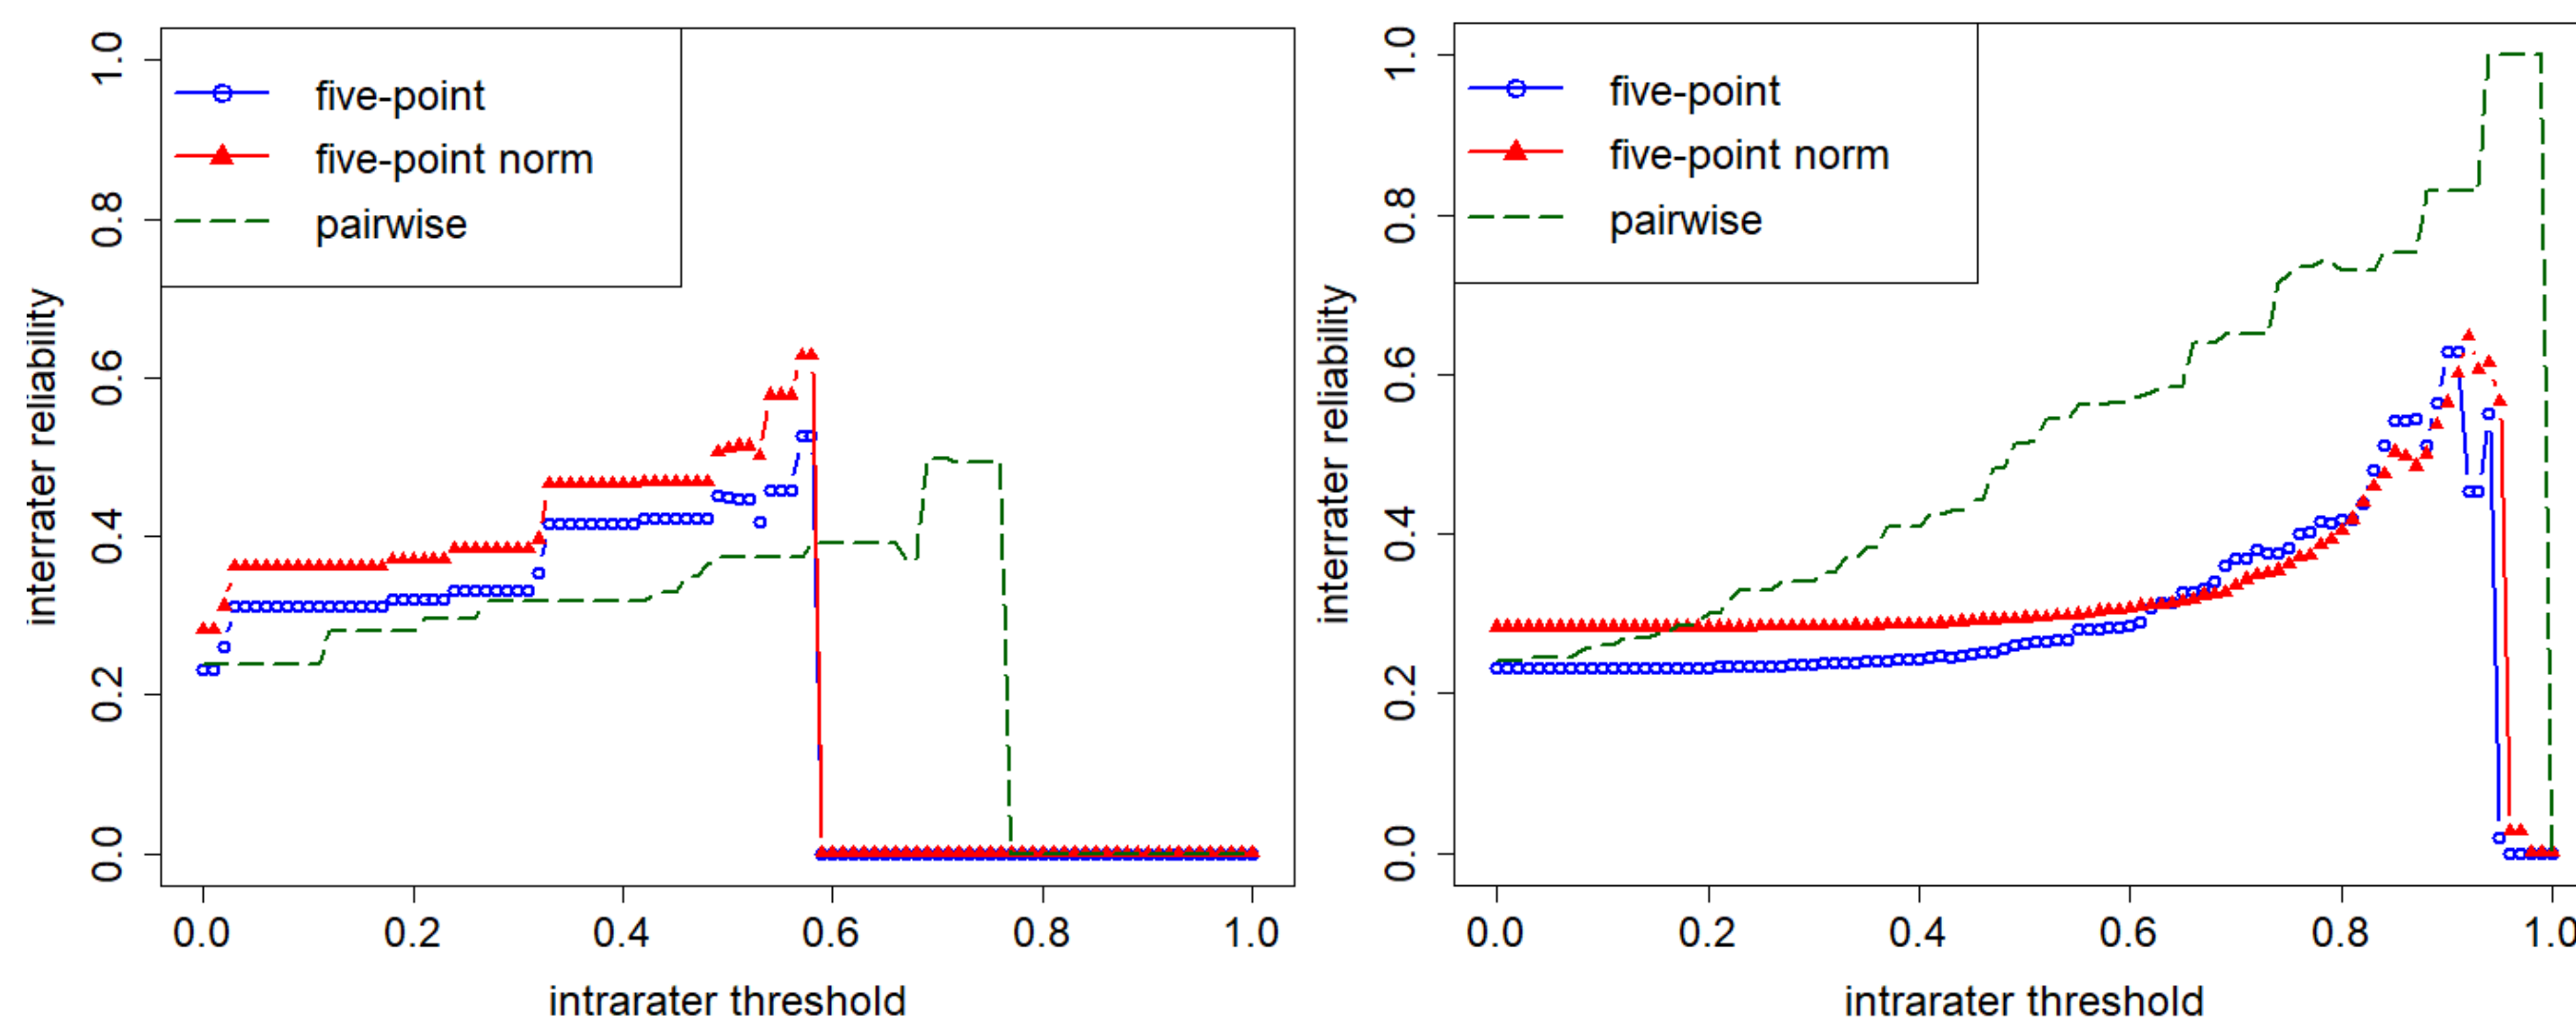 1.0
0.8
0.6
0.4
0.2
0.0
interrater reliability
five-point
five-point norm
pairwise
0.0 0.2 0.4 0.6 0.8 1.0
intrarater threshold
1.0
0.8
0.6
0.4
0.2
0.0
interrater reliability
five-point
five-point norm
pairwise
0.0 0.2 0.4 0.6 0.8 1.0
intrarater threshold